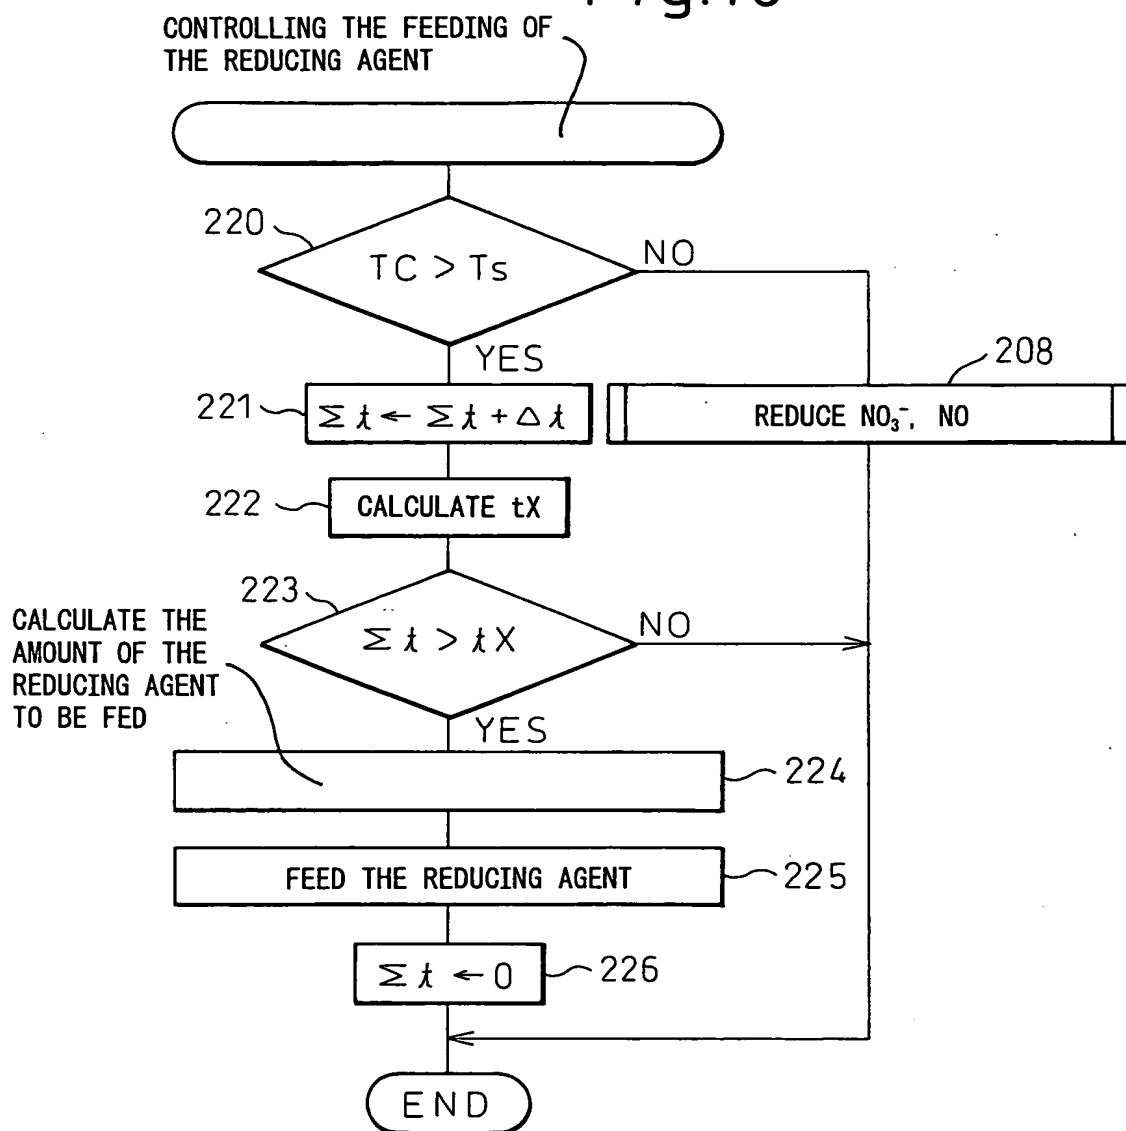 CONTROLLING THE FEEDING OF
THE REDUCING AGENT
220
TC > Ts
NO
YES
208
221
Σt ← Σt + Δt
REDUCE NO₃⁻, NO
222
CALCULATE tX
223
Σt > tX
NO
CALCULATE THE
AMOUNT OF THE
REDUCING AGENT
TO BE FED
YES
224
FEED THE REDUCING AGENT
225
Σt ← 0
226
END